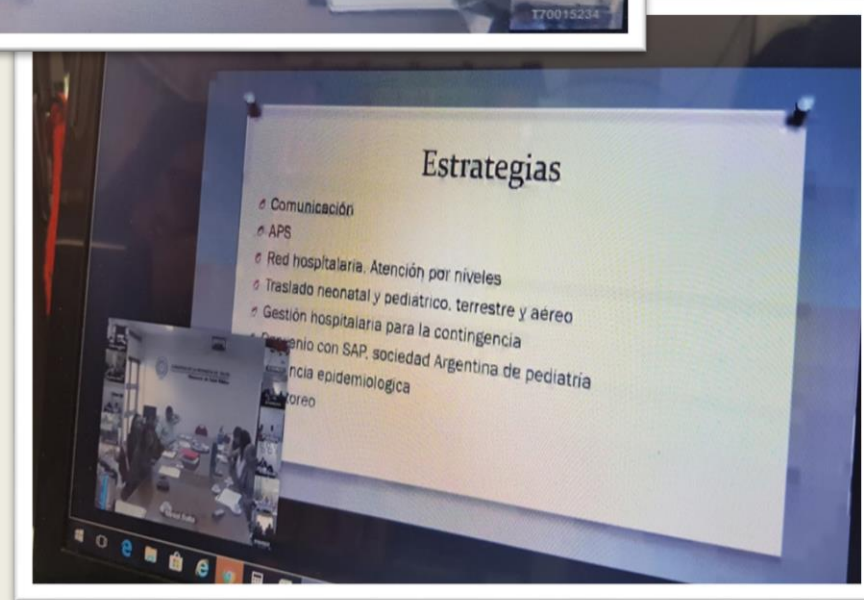 T70015234
Estrategias
Comunicación
APS
Red hospitalaria. Atención por niveles
Traslado neonatal y pediátrico. terrestre y aéreo
Gestión hospitalaria para la contingencia
con SAP. sociedad Argentina de pediatría
epidemiologica